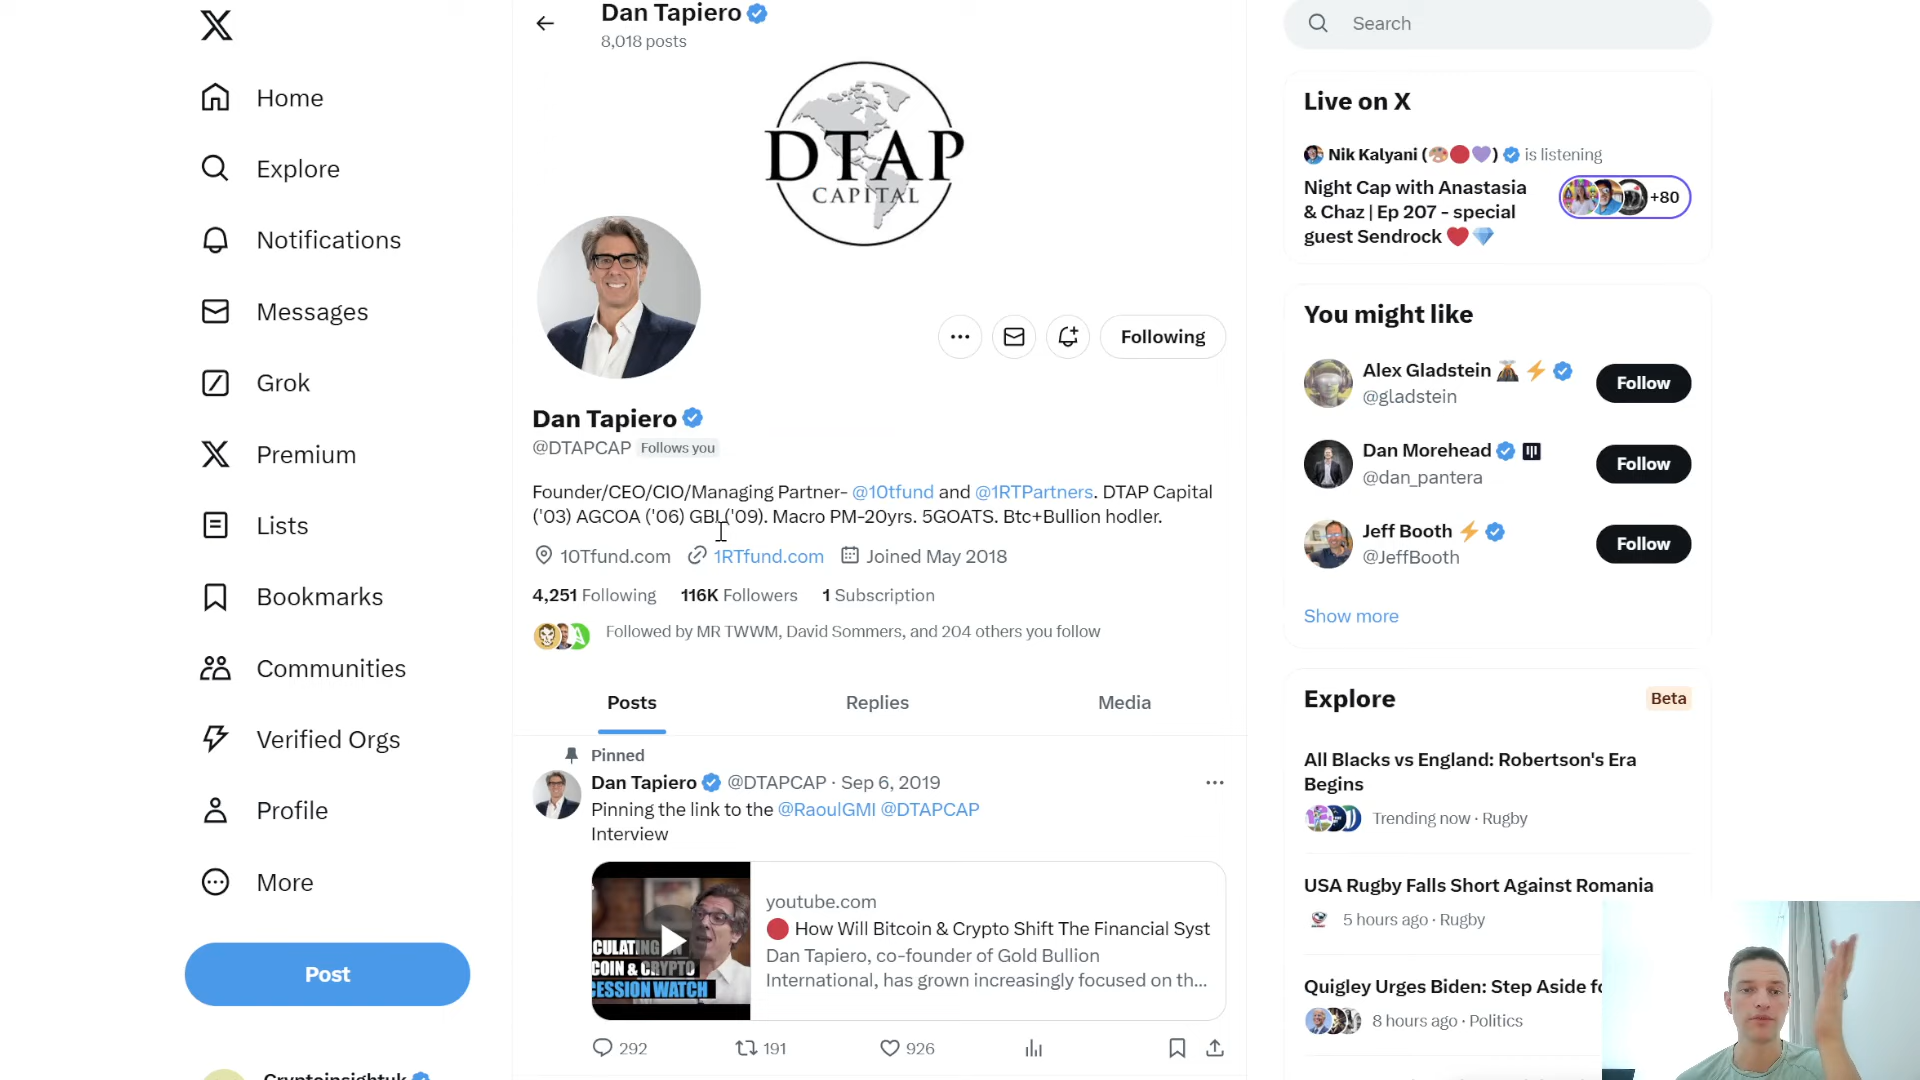 Home
Explore
Notifications
Messages
Grok
Premium
Lists
Bookmarks
Communities
Verified Orgs
Profile
More
Post
Dan Tapiero
8,018 posts
DTAP
CAPITAL
Following
Dan Tapiero
@DTAPCAP Follows you
Founder/CEO/CIO/Managing Partner- @10tfund and @1RTPartners. DTAP Capital
('03) AGCOA ('06) GBI ('09). Macro PM-20yrs. 5GOATS. Btc+Bullion hodler.
10Tfund.com 1RTfund.com Joined May 2018
4,251 Following 116K Followers 1 Subscription
Followed by MR TWWM, David Sommers, and 204 others you follow
Posts Replies Media
Pinned
Dan Tapiero @DTAPCAP · Sep 6, 2019
Pinning the link to the @RaoulGMI @DTAPCAP
Interview
CULATING
COIN & CRYPTO
CESSION WATCH
youtube.com
How Will Bitcoin & Crypto Shift The Financial Syst
Dan Tapiero, co-founder of Gold Bullion
International, has grown increasingly focused on th...
292 191 926
Search
Live on X
Nik Kalyani ( ) is listening
Night Cap with Anastasia
& Chaz | Ep 207 - special
guest Sendrock
+80
You might like
Alex Gladstein
@gladstein
Follow
Dan Morehead
@dan_pantera
Follow
Jeff Booth
@JeffBooth
Follow
Show more
Explore Beta
All Blacks vs England: Robertson's Era
Begins
Trending now · Rugby
USA Rugby Falls Short Against Romania
5 hours ago · Rugby
Quigley Urges Biden: Step Aside fo
8 hours ago · Politics
Cryptoinsightuk